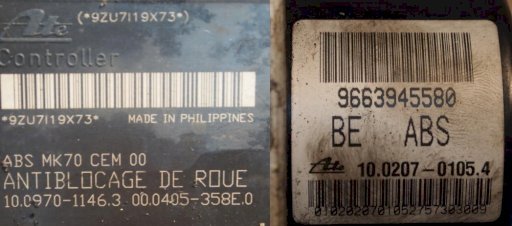 Ate (*9ZU7I19X73*)
Controller
*9ZU7I19X73* MADE IN PHILIPPINES
ABS MK70 CEM 00
ANTIBLOCAGE DE ROUE
10.0970-1146.3 00.0405-358E.0
9663945580
BE ABS
Ate 10.0207-0105.4
0102020701052757303009